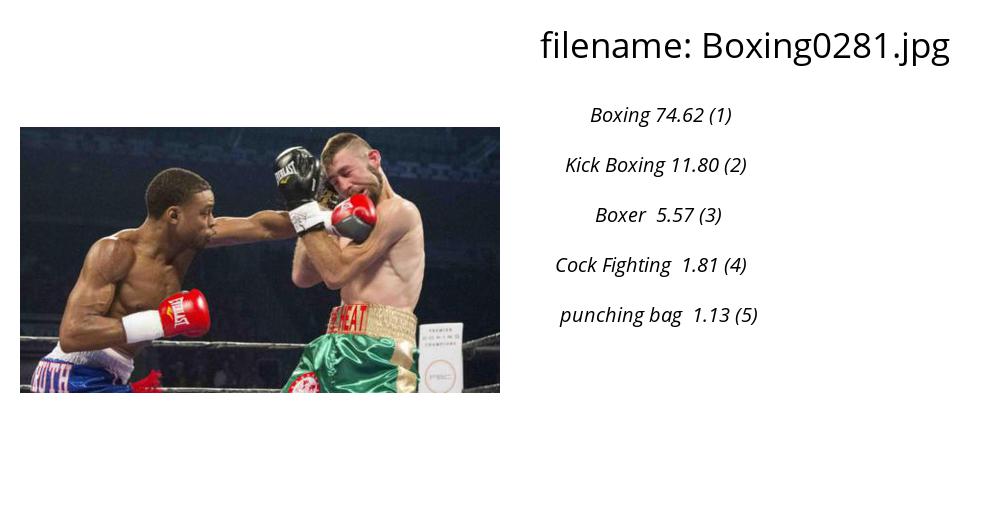 filename: Boxing0281.jpg
Boxing 74.62 (1)
Kick Boxing 11.80 (2)
Boxer 5.57 (3)
Cock Fighting 1.81 (4)
punching bag 1.13 (5)
EVERLAST
EVERLAST
HEAT
PREMIER
BOXING
CHAMPIONS
PBC